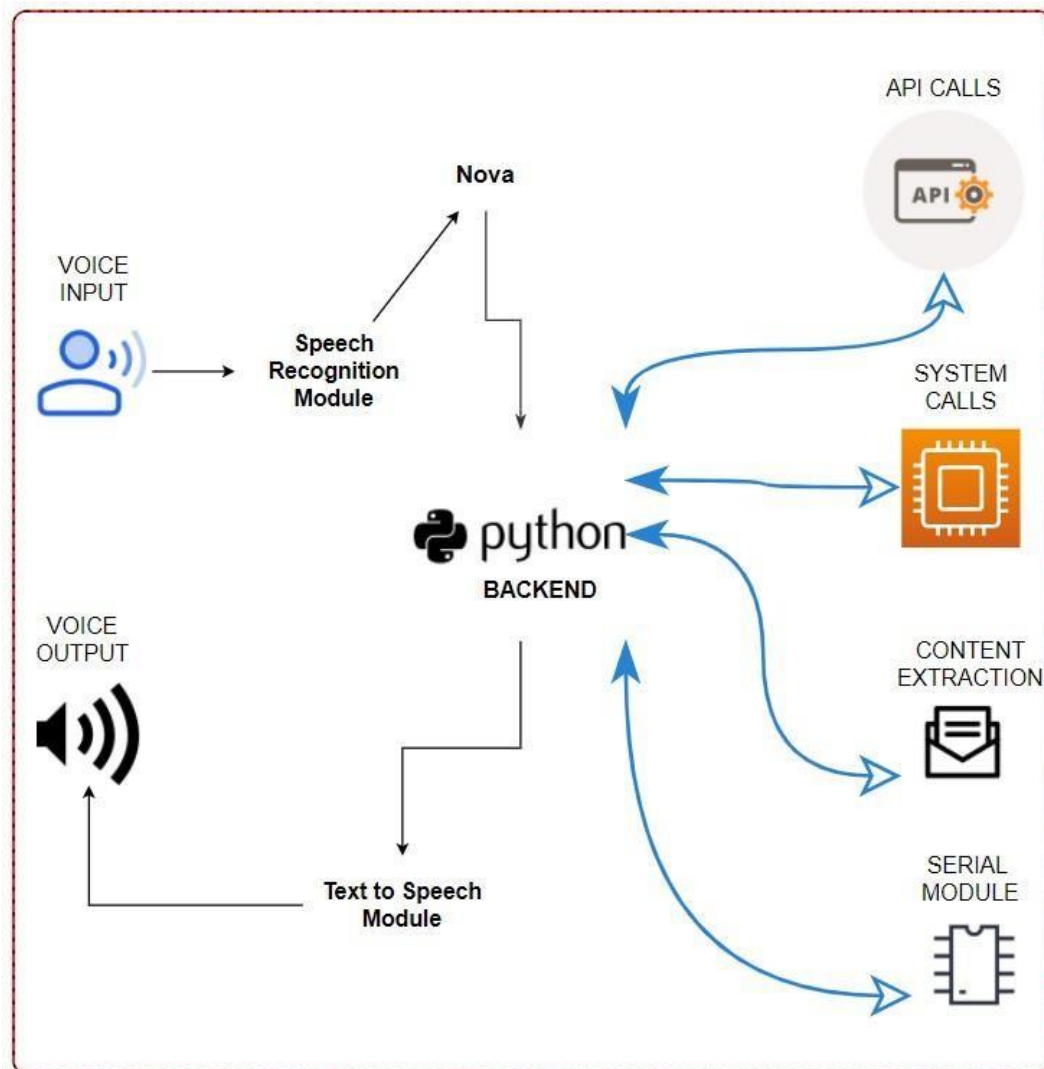 API CALLS
API
Nova
VOICE
INPUT
Speech
Recognition
Module
SYSTEM
CALLS
python
BACKEND
VOICE
OUTPUT
CONTENT
EXTRACTION
Text to Speech
Module
SERIAL
MODULE